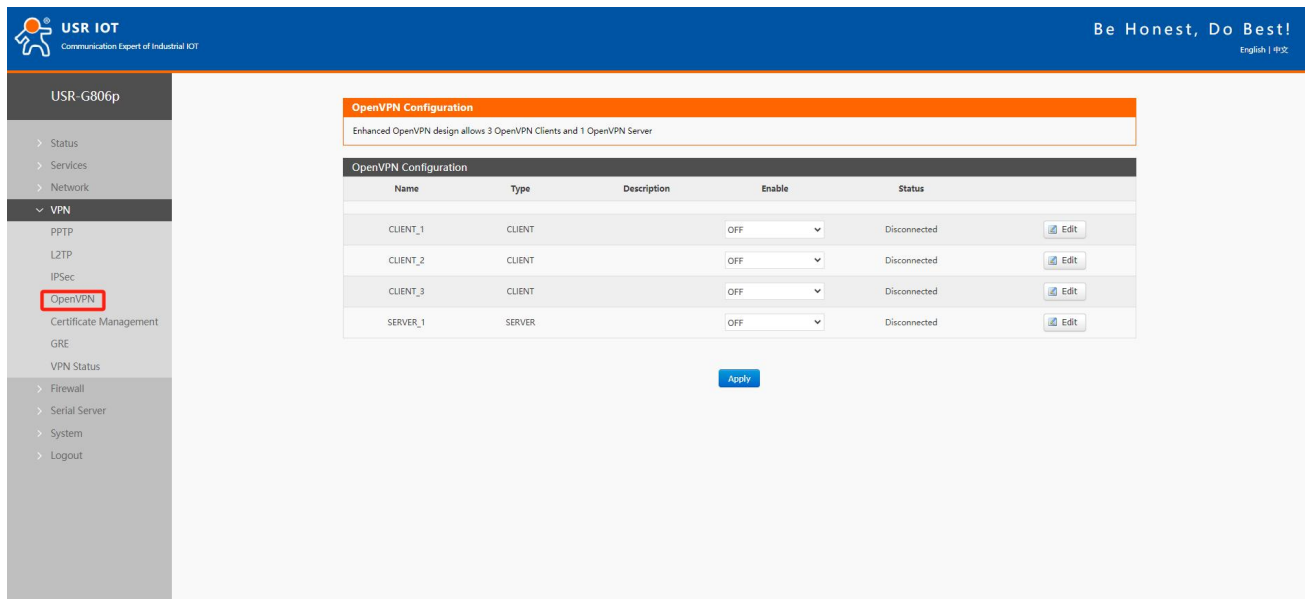 USR IOT
Communication Expert of Industrial IOT
Be Honest, Do Best!
English | 中文
USR-G806p
Status
Services
Network
VPN
PPTP
L2TP
IPSec
OpenVPN
Certificate Management
GRE
VPN Status
Firewall
Serial Server
System
Logout
OpenVPN Configuration
Enhanced OpenVPN design allows 3 OpenVPN Clients and 1 OpenVPN Server
OpenVPN Configuration
Name Type Description Enable Status
CLIENT_1 CLIENT OFF Disconnected Edit
CLIENT_2 CLIENT OFF Disconnected Edit
CLIENT_3 CLIENT OFF Disconnected Edit
SERVER_1 SERVER OFF Disconnected Edit
Apply